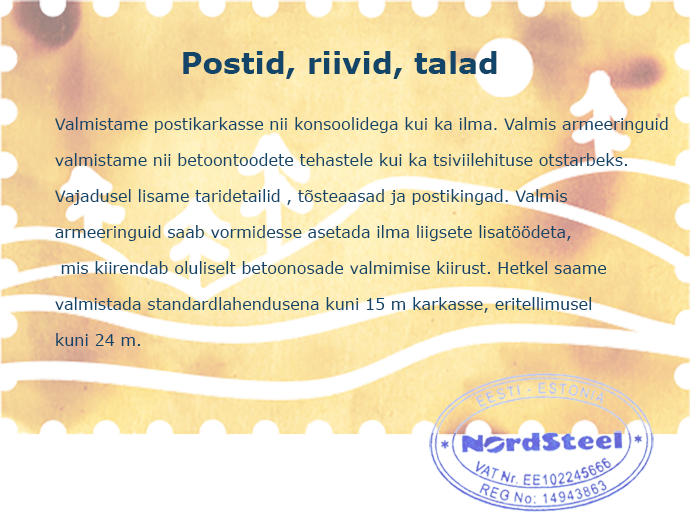 Postid, riivid, talad
Valmistame postikarkasse nii konsoolidega kui ka ilma. Valmis armeeringuid
valmistame nii betoontoodete tehastele kui ka tsiviilehituse otstarbeks.
Vajadusel lisame taridetailid , tõsteaasad ja postikingad. Valmis
armeeringuid saab vormidesse asetada ilma liigsete lisatöödeta,
mis kiirendab oluliselt betoonosade valmimise kiirust. Hetkel saame
valmistada standardlahendusena kuni 15 m karkasse, eritellimusel
kuni 24 m.
EESTI - ESTONIA
* NordSteel *
VAT Nr. EE102245666
REG No: 14943863